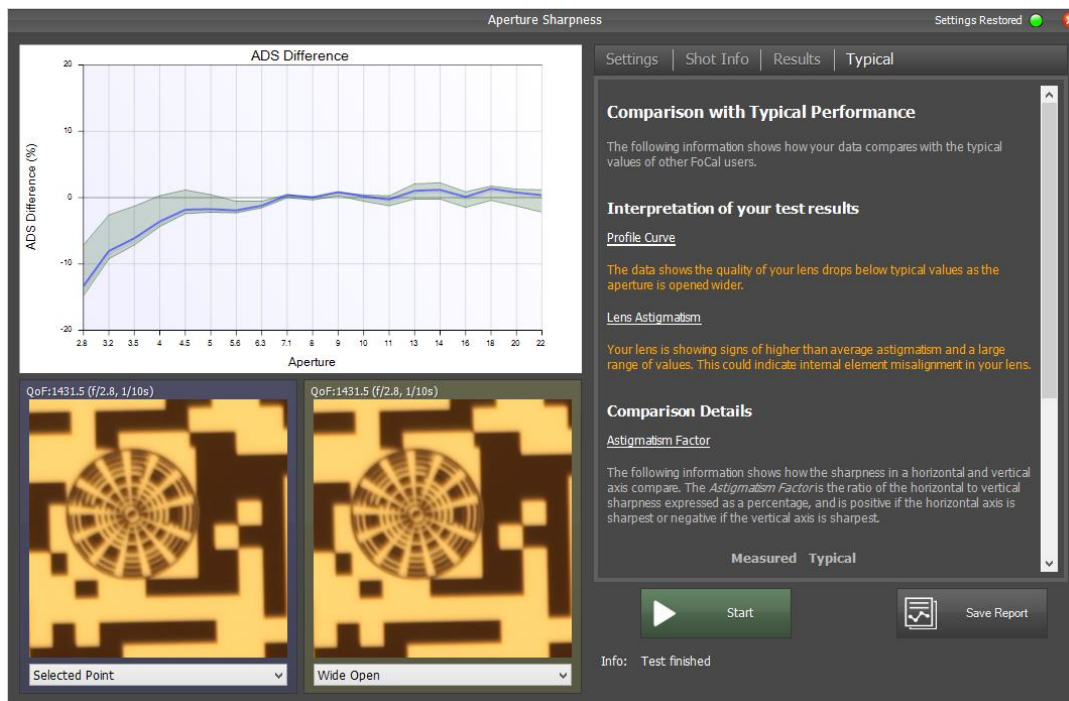 Aperture Sharpness
Settings Restored
ADS Difference
ADS Difference (%)
20
10
0
-10
-20
2.8 3.2 3.5 4 4.5 5 5.6 6.3 7.1 8 9 10 11 13 14 16 18 20 22
Aperture
QoF:1431.5 (f/2.8, 1/10s)
Selected Point
QoF:1431.5 (f/2.8, 1/10s)
Wide Open
Settings Shot Info Results Typical
Comparison with Typical Performance
The following information shows how your data compares with the typical
values of other FoCal users.
Interpretation of your test results
Profile Curve
The data shows the quality of your lens drops below typical values as the
aperture is opened wider.
Lens Astigmatism
Your lens is showing signs of higher than average astigmatism and a large
range of values. This could indicate internal element misalignment in your lens.
Comparison Details
Astigmatism Factor
The following information shows how the sharpness in a horizontal and vertical
axis compare. The Astigmatism Factor is the ratio of the horizontal to vertical
sharpness expressed as a percentage, and is positive if the horizontal axis is
sharpest or negative if the vertical axis is sharpest.
Measured Typical
Start
Save Report
Info: Test finished